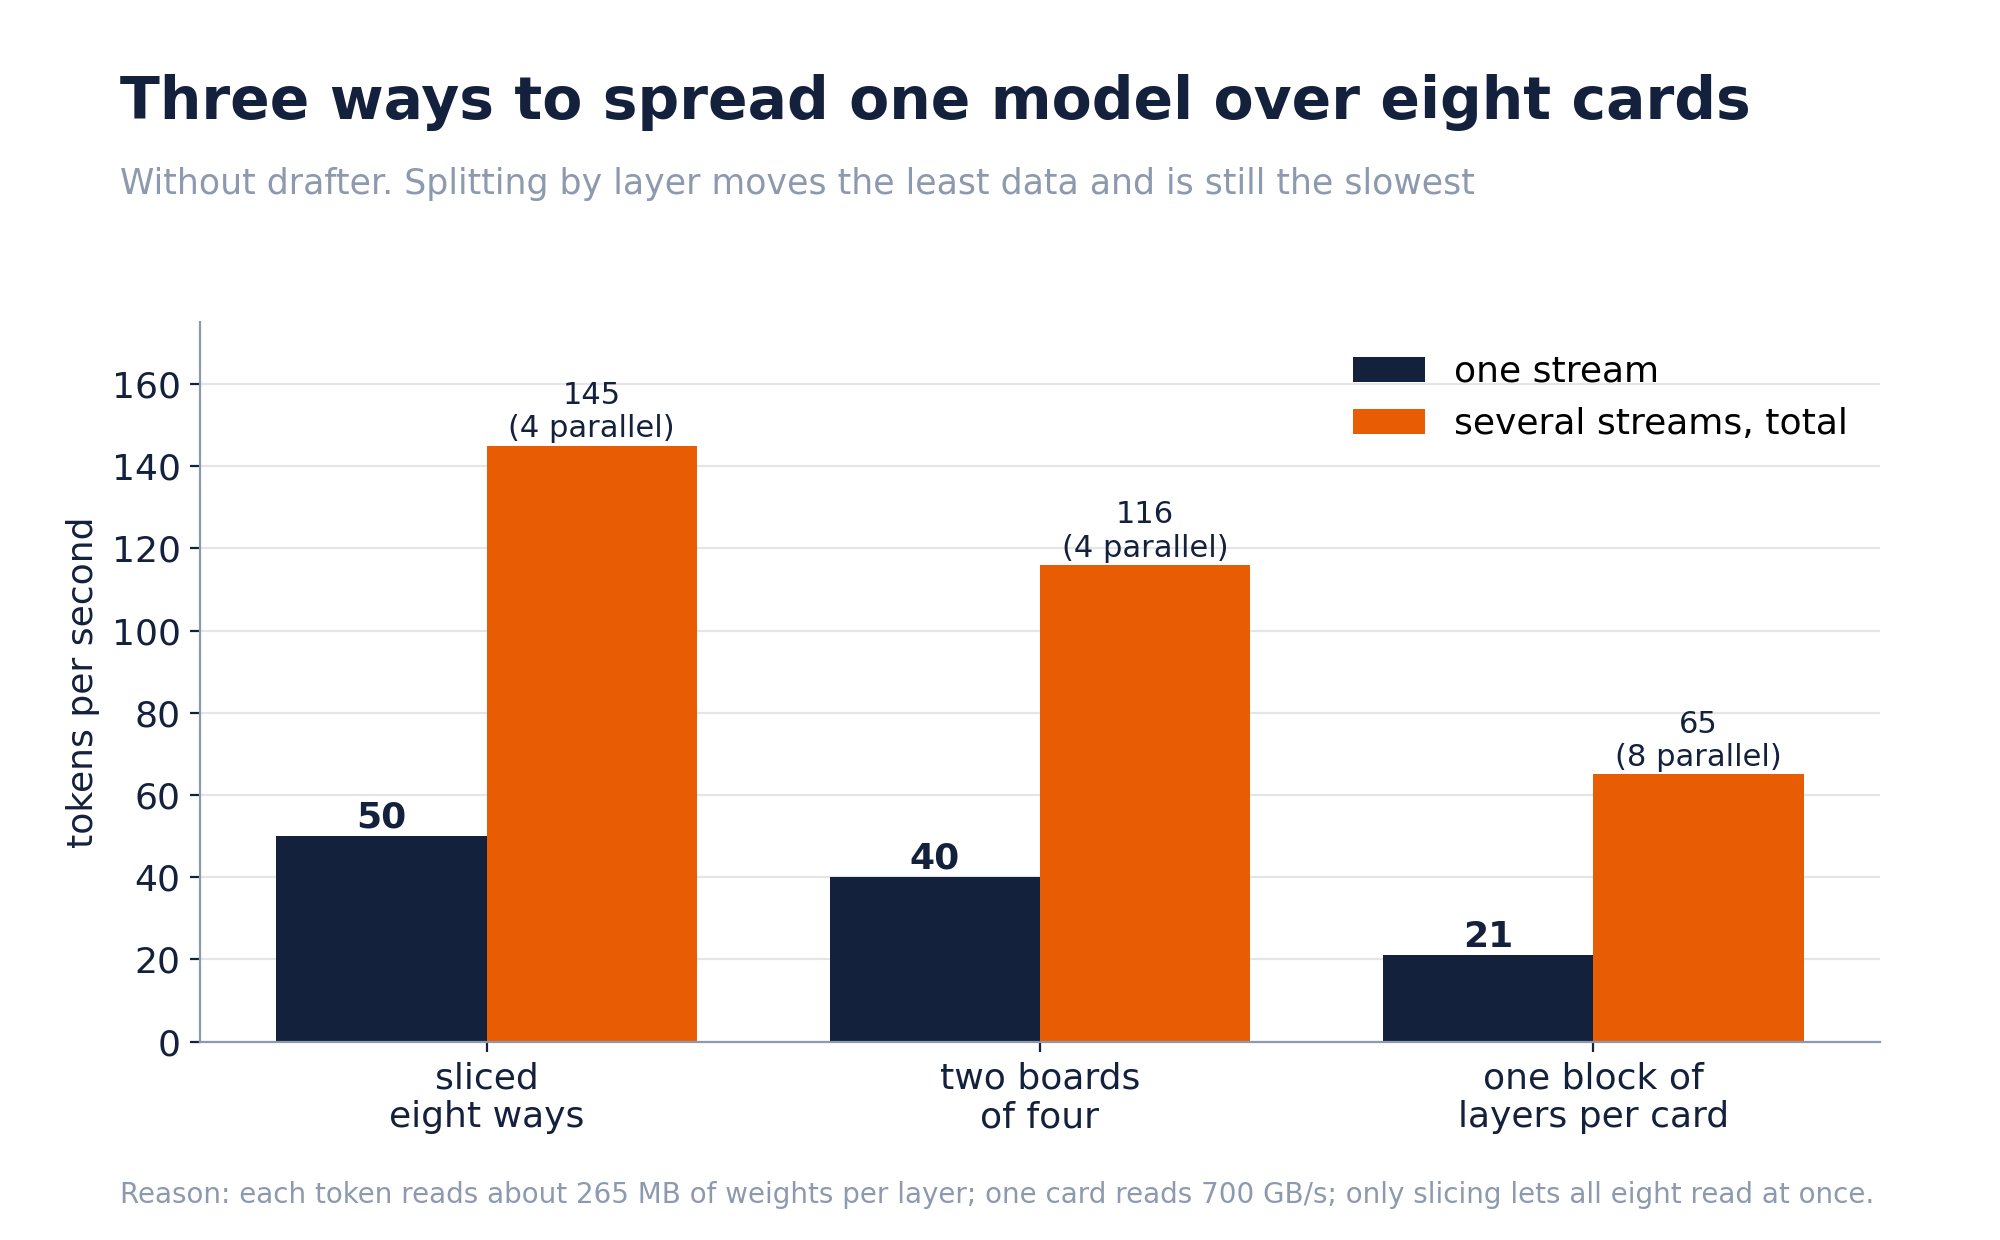 Three ways to spread one model over eight cards
Without drafter. Splitting by layer moves the least data and is still the slowest
one stream
several streams, total
tokens per second
160
140
120
100
80
60
40
20
0
50
145
(4 parallel)
40
116
(4 parallel)
21
65
(8 parallel)
sliced
eight ways
two boards
of four
one block of
layers per card
Reason: each token reads about 265 MB of weights per layer; one card reads 700 GB/s; only slicing lets all eight read at once.